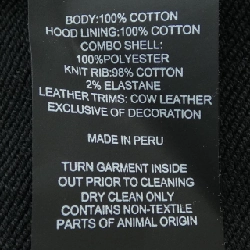 BODY:100% COTTON
HOOD LINING:100% COTTON
COMBO SHELL:
100%POLYESTER
KNIT RIB:98% COTTON
2% ELASTANE
LEATHER TRIMS: COW LEATHER
EXCLUSIVE OF DECORATION
MADE IN PERU
TURN GARMENT INSIDE
OUT PRIOR TO CLEANING
DRY CLEAN ONLY
CONTAINS NON-TEXTILE
PARTS OF ANIMAL ORIGIN